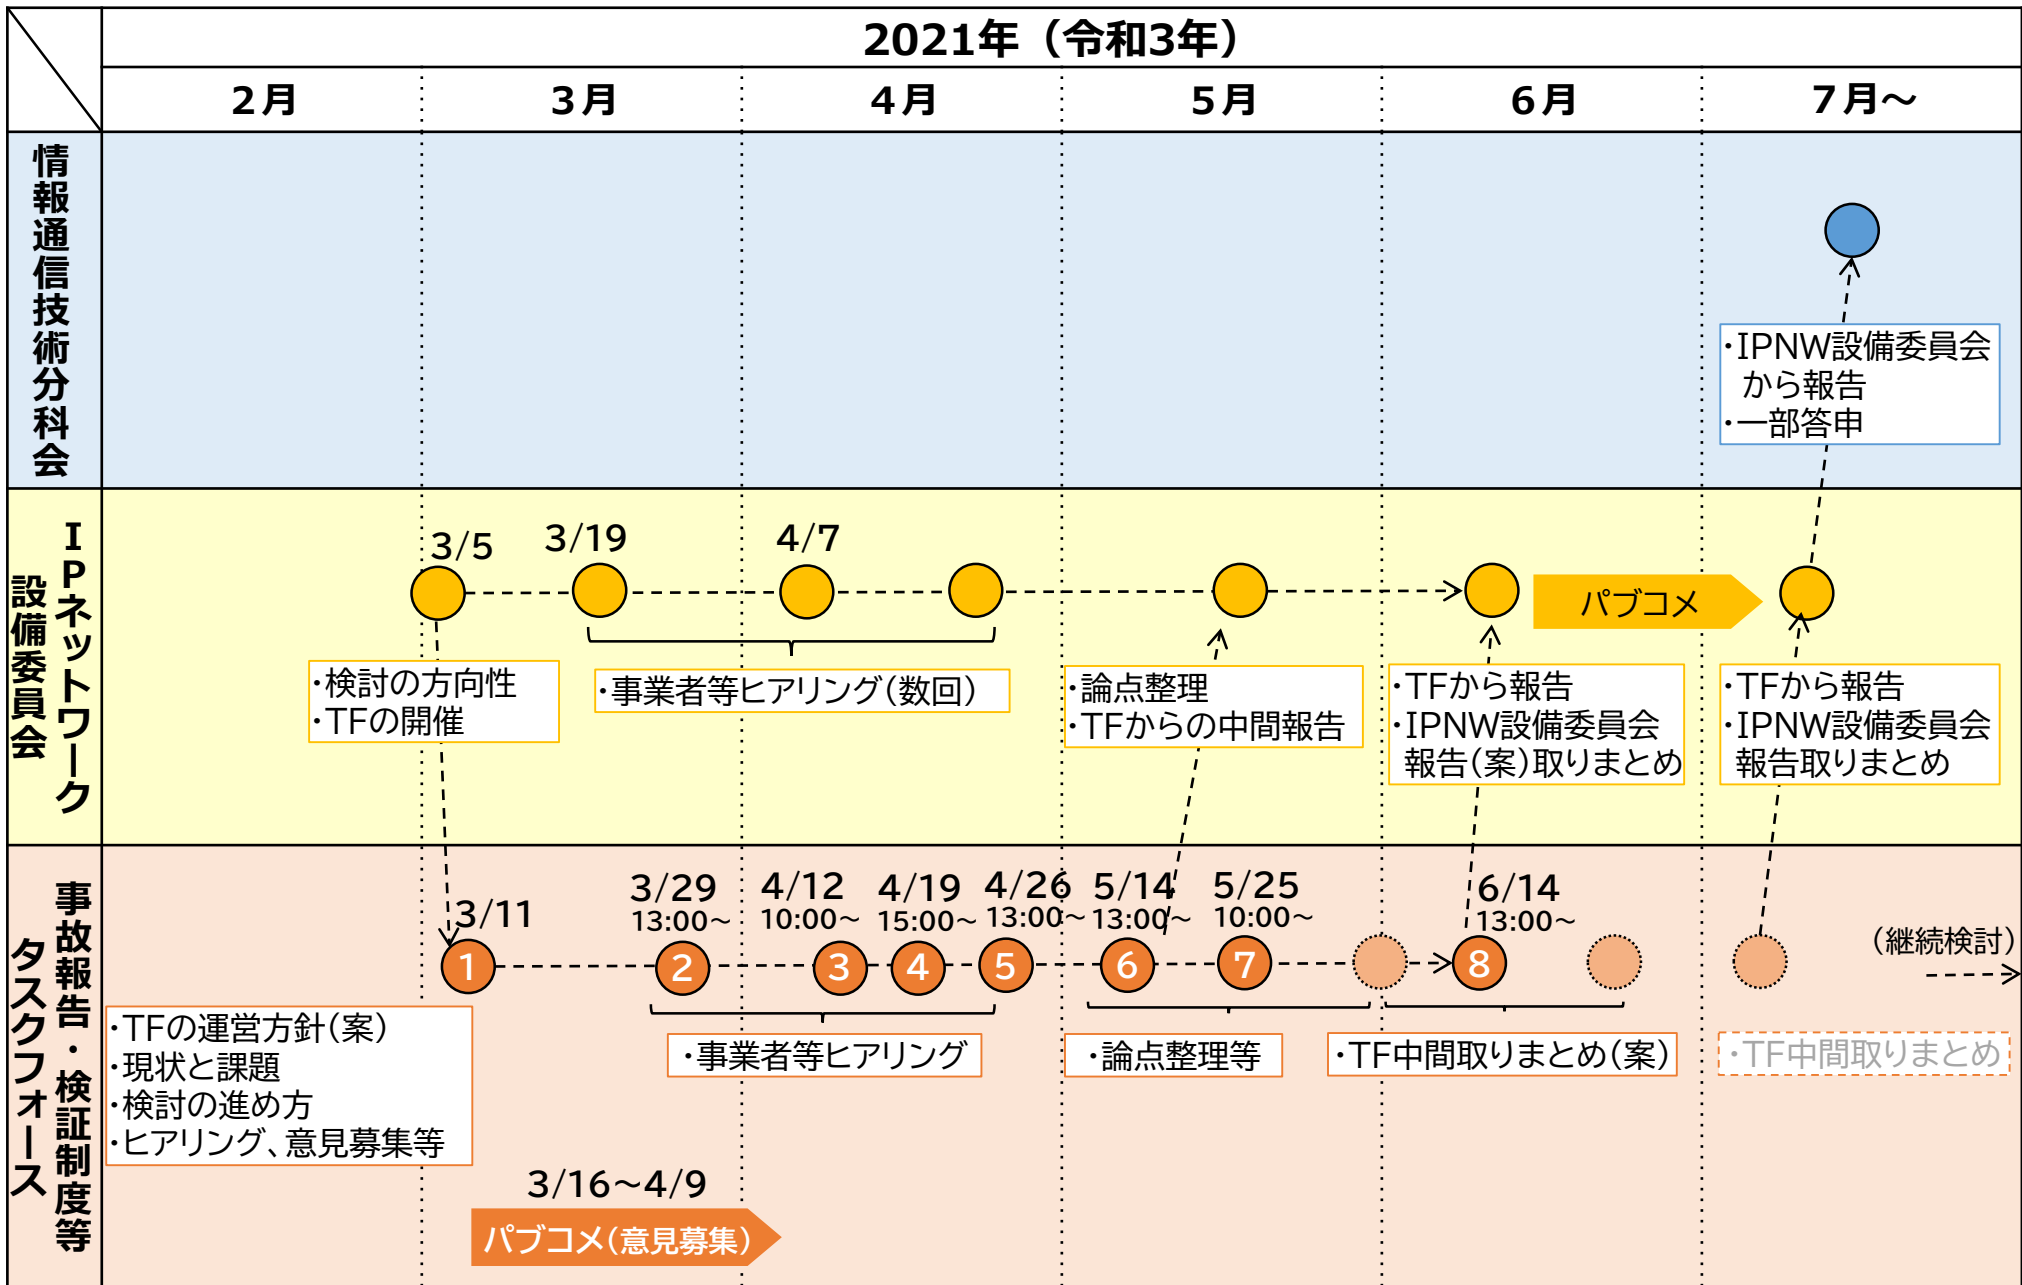 2021年（令和3年）
2月
3月
4月
5月
6月
7月～
情報通信技術分科会
・IPNW設備委員会
から報告
・一部答申
IPネットワーク
設備委員会
3/5
3/19
4/7
パブコメ
・検討の方向性
・TFの開催
・事業者等ヒアリング（数回）
・論点整理
・TFからの中間報告
・TFから報告
・IPNW設備委員会
報告（案）取りまとめ
・TFから報告
・IPNW設備委員会
報告取りまとめ
事故報告・検証制度等
タスクフォース
3/11
3/29
13:00～
4/12
10:00～
4/19
15:00～
4/26
13:00～
5/14
13:00～
5/25
10:00～
6/14
13:00～
（継続検討）
1
2
3
4
5
6
7
8
・TFの運営方針（案）
・現状と課題
・検討の進め方
・ヒアリング、意見募集等
・事業者等ヒアリング
・論点整理等
・TF中間取りまとめ（案）
・TF中間取りまとめ
3/16～4/9
パブコメ（意見募集）